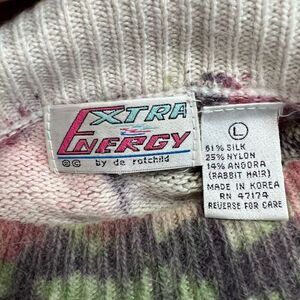 EXTRA
ENERGY
©© by de rotchild
L
61% SILK
25% NYLON
14% ANGORA
(RABBIT HAIR)
MADE IN KOREA
RN 47174
REVERSE FOR CARE